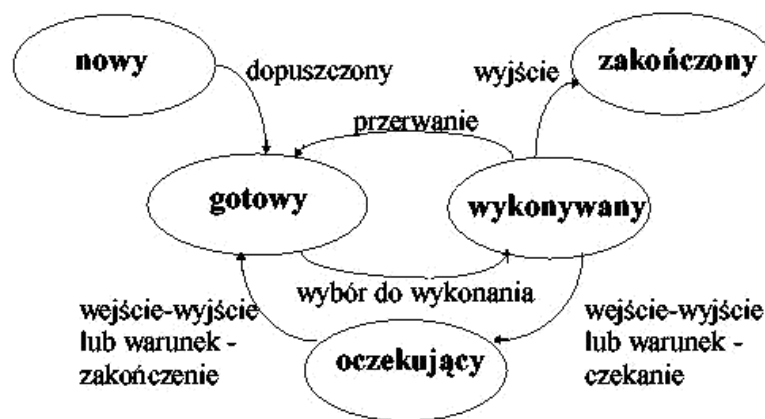 nowy
zakończony
dopuszczony
wyjście
przerwanie
gotowy
wykonywany
wybór do wykonania
wejście-wyjście
lub warunek -
zakończenie
oczekujący
wejście-wyjście
lub warunek -
czekanie